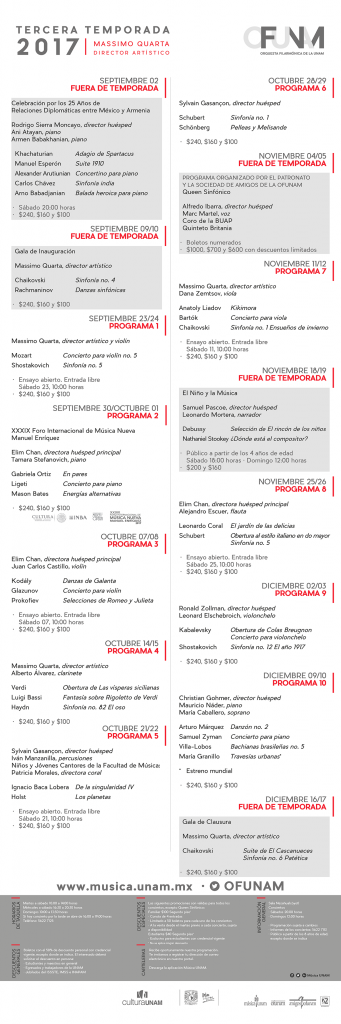 TERCERA TEMPORADA
2017
MASSIMO QUARTA
DIRECTOR ARTÍSTICO
OFUNM
ORQUESTA FILARMÓNICA DE LA UNAM
SEPTIEMBRE 02
FUERA DE TEMPORADA
Celebración por los 25 Años de
Relaciones Diplomáticas entre México y Armenia
Rodrigo Sierra Moncayo, director huésped
Ani Atayan, piano
Armen Babakhanian, piano
Khachaturian Adagio de Spartacus
Manuel Esperón Suite 1910
Alexander Arutiunian Concertino para piano
Carlos Chávez Sinfonía india
Arno Babadjanian Balada heroica para piano
· Sábado 20:00 horas
· $240, $160 y $100
SEPTIEMBRE 09/10
FUERA DE TEMPORADA
Gala de Inauguración
Massimo Quarta, director artístico
Chaikovski Sinfonía no. 4
Rachmaninov Danzas sinfónicas
· $240, $160 y $100
SEPTIEMBRE 23/24
PROGRAMA 1
Massimo Quarta, director artístico y violín
Mozart Concierto para violín no. 5
Shostakovich Sinfonía no. 5
· Ensayo abierto. Entrada libre
Sábado 23, 10:00 horas
· $240, $160 y $100
SEPTIEMBRE 30/OCTUBRE 01
PROGRAMA 2
XXXIX Foro Internacional de Música Nueva
Manuel Enríquez
Elim Chan, directora huésped principal
Tamara Stefanovich, piano
Gabriela Ortiz En pares
Ligeti Concierto para piano
Mason Bates Energías alternativas
· $240, $160 y $100
CULTURA
INBA
MÚSICA NUEVA
OCTUBRE 07/08
PROGRAMA 3
Elim Chan, directora huésped principal
Juan Carlos Castillo, violín
Kodály Danzas de Galanta
Glazunov Concierto para violín
Prokofiev Selecciones de Romeo y Julieta
· Ensayo abierto. Entrada libre
Sábado 07, 10:00 horas
· $240, $160 y $100
OCTUBRE 14/15
PROGRAMA 4
Massimo Quarta, director artístico
Alberto Álvarez, clarinete
Verdi Obertura de Las vísperas sicilianas
Luigi Bassi Fantasía sobre Rigoletto de Verdi
Haydn Sinfonía no. 82 El oso
· $240, $160 y $100
OCTUBRE 21/22
PROGRAMA 5
Sylvain Gasançon, director huésped
Iván Manzanilla, percusiones
Niños y Jóvenes Cantores de la Facultad de Música
Patricia Morales, directora coral
Ignacio Baca Lobera De la singularidad IV
Holst Los planetas
· Ensayo abierto. Entrada libre
Sábado 21, 10:00 horas
· $240, $160 y $100
OCTUBRE 28/29
PROGRAMA 6
Sylvain Gasançon, director huésped
Schubert Sinfonía no. 1
Schönberg Pelleas y Melisande
· $240, $160 y $100
NOVIEMBRE 04/05
FUERA DE TEMPORADA
PROGRAMA ORGANIZADO POR EL PATRONATO
Y LA SOCIEDAD DE AMIGOS DE LA OFUNAM
Queen Sinfónico
Alfredo Ibarra, director huésped
Marc Martel, voz
Coro de la BUAP
Quinteto Britania
· Boletos numerados
· $1000, $700 y $600 con descuentos limitados
NOVIEMBRE 11/12
PROGRAMA 7
Massimo Quarta, director artístico
Dana Zemtsov, viola
Anatoly Liadov Kikimora
Bartók Concierto para viola
Chaikovski Sinfonía no. 1 Ensueños de invierno
· Ensayo abierto. Entrada libre
Sábado 11, 10:00 horas
· $240, $160 y $100
NOVIEMBRE 18/19
FUERA DE TEMPORADA
El Niño y la Música
Samuel Pascoe, director huésped
Leonardo Mortera, narrador
Debussy Selección de El rincón de los niños
Nathaniel Stookey ¿Dónde está el compositor?
· Público a partir de los 4 años de edad
Sábado 18:00 horas · Domingo 12:00 horas
· $200 y $160
NOVIEMBRE 25/26
PROGRAMA 8
Elim Chan, directora huésped principal
Alejandro Escuer, flauta
Leonardo Coral El jardín de las delicias
Schubert Obertura al estilo italiano en do mayor
Sinfonía no. 5
· Ensayo abierto. Entrada libre
Sábado 25, 10:00 horas
· $240, $160 y $100
DICIEMBRE 02/03
PROGRAMA 9
Ronald Zollman, director huésped
Leonard Elschebroich, violonchelo
Kabalevsky Obertura de Colas Breugnon
Concierto para violonchelo
Shostakovich Sinfonía no. 12 El año 1917
· $240, $160 y $100
DICIEMBRE 09/10
PROGRAMA 10
Christian Gohmer, director huésped
Mauricio Náder, piano
María Caballero, soprano
Arturo Márquez Danzón no. 2
Samuel Zyman Concierto para piano
Villa-Lobos Bachianas brasileñas no. 5
María Granillo Travesías urbanas*
* Estreno mundial
· $240, $160 y $100
DICIEMBRE 16/17
FUERA DE TEMPORADA
Gala de Clausura
Massimo Quarta, director artístico
Chaikovski Suite de El Cascanueces
Sinfonía no. 6 Patética
· $240, $160 y $100
www.musica.unam.mx · OFUNAM
culturaUNAM